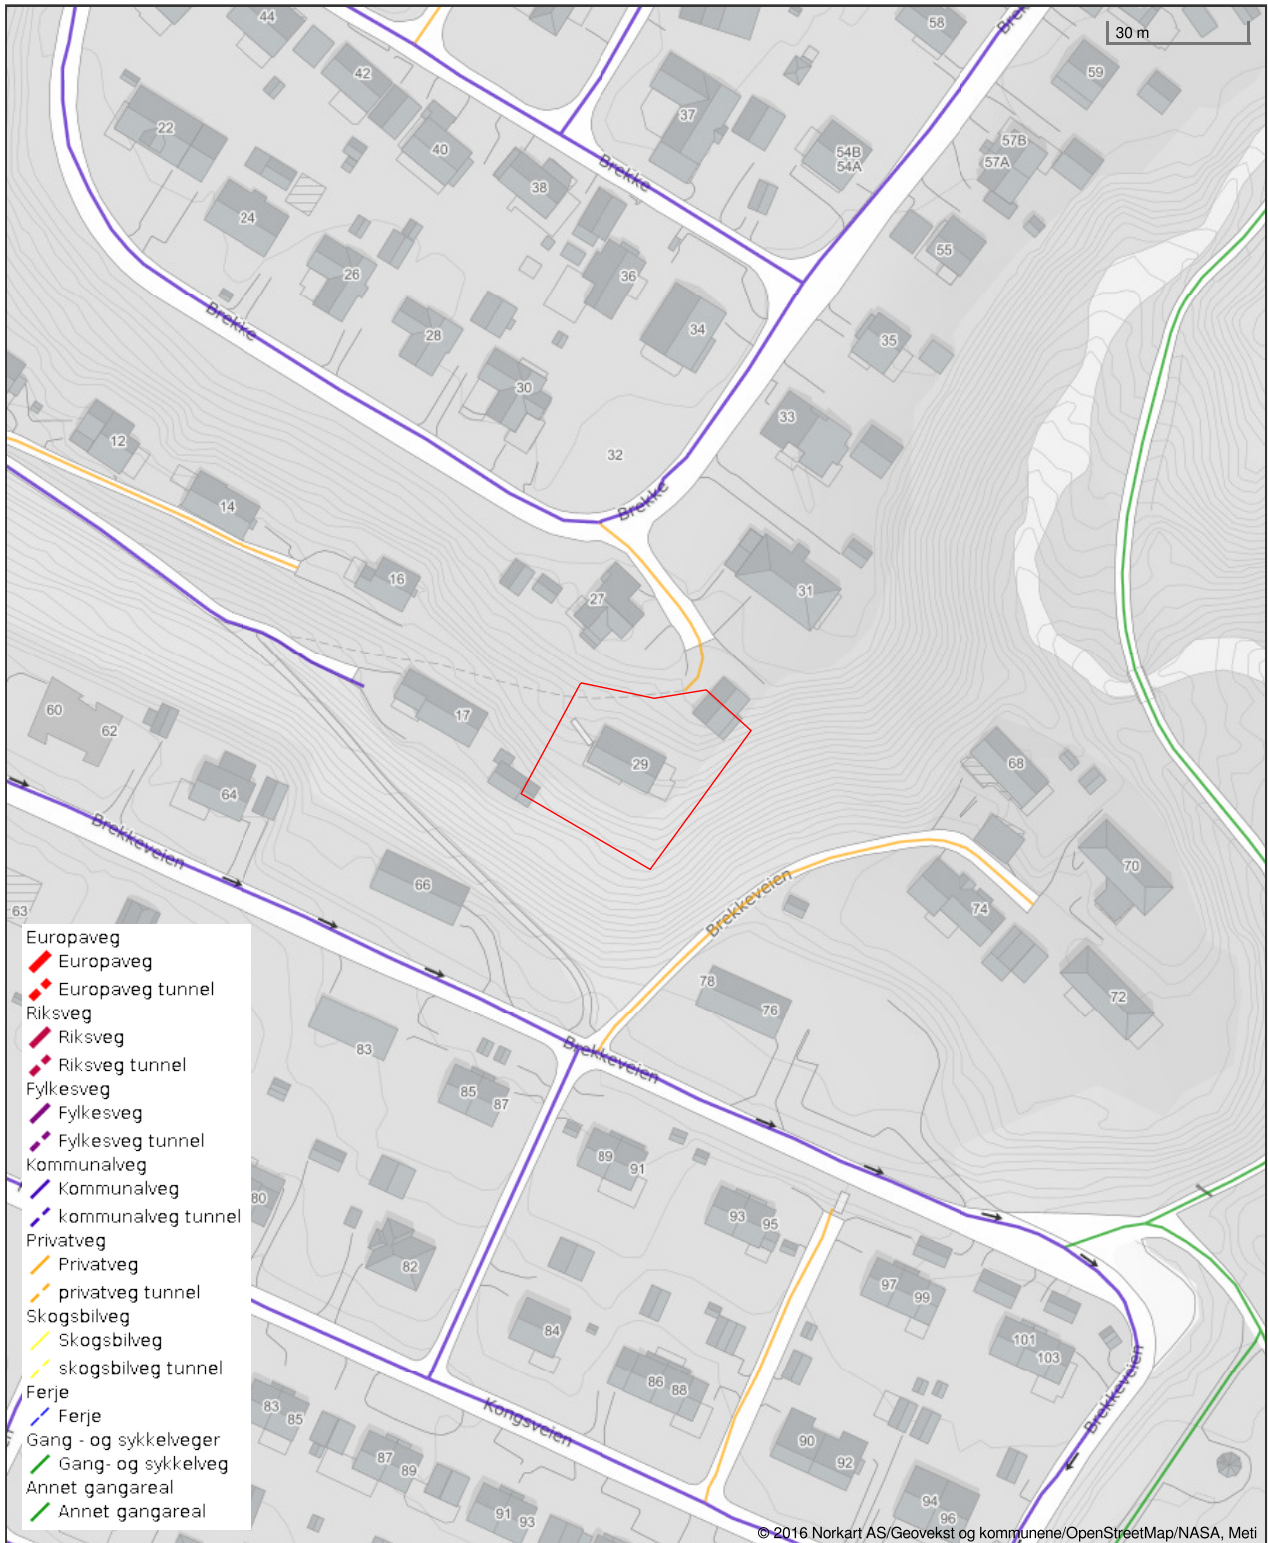 44
58
30 m
42
59
22
37
40
54B
54A
57B
57A
38
Brekke
24
26
36
55
28
34
35
Brekke
30
33
12
32
14
Brekke
16
27
31
60
62
17
29
68
64
Brekkeveien
66
70
74
63
Brekkeveien
78
76
72
83
Brekkeveien
85
87
89
91
80
93
95
82
97
99
84
101
103
86
88
Brekkeveien
83
85
Kongsveien
87
89
90
92
91
93
94
96
Europaveg
Europaveg
Europaveg tunnel
Riksveg
Riksveg
Riksveg tunnel
Fylkesveg
Fylkesveg
Fylkesveg tunnel
Kommunalveg
Kommunalveg
kommunalveg tunnel
Privatveg
Privatveg
privatveg tunnel
Skogsbilveg
Skogsbilveg
skogsbilveg tunnel
Ferje
Ferje
Gang - og sykkelveger
Gang- og sykkelveg
Annet gangareal
Annet gangareal
© 2016 Norkart AS/Geovekst og kommunene/OpenStreetMap/NASA, Meti